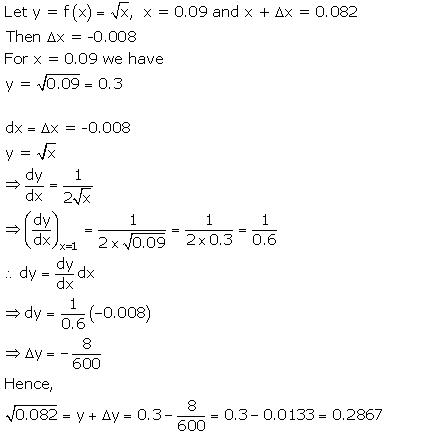 Let y = f(x) = √x, x = 0.09 and x + Δx = 0.082
Then Δx = -0.008
For x = 0.09 we have
y = √0.09 = 0.3
dx = Δx = -0.008
y = √x
⇒ dy/dx = 1/(2√x)
⇒ (dy/dx)ₓ₌₁ = 1/(2 × √0.09) = 1/(2 × 0.3) = 1/0.6
∴ dy = dy/dx dx
⇒ dy = 1/0.6 (−0.008)
⇒ Δy = − 8/600
Hence,
√0.082 = y + Δy = 0.3 − 8/600 = 0.3 − 0.0133 = 0.2867